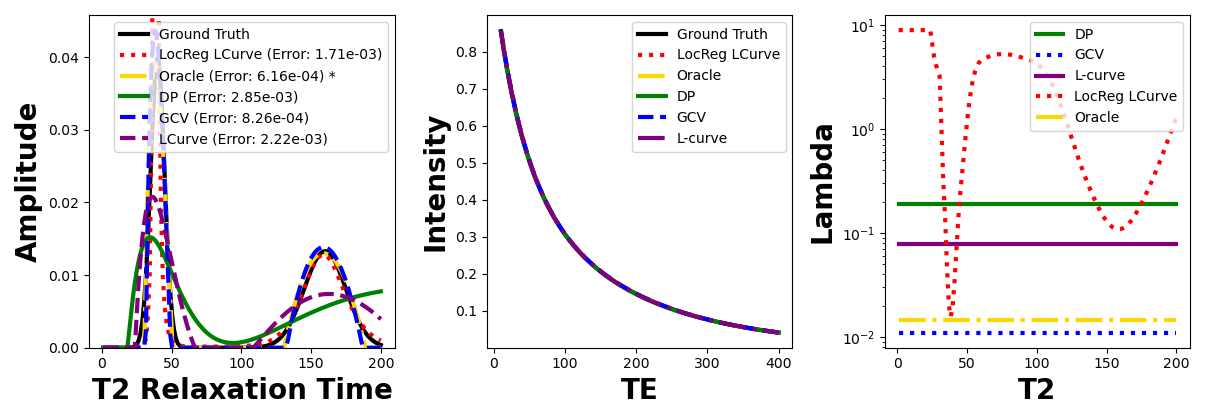 Amplitude
0.04
0.03
0.02
0.01
0.00
Ground Truth
LocReg LCurve (Error: 1.71e-03)
Oracle (Error: 6.16e-04) *
DP (Error: 2.85e-03)
GCV (Error: 8.26e-04)
LCurve (Error: 2.22e-03)
0 50 100 150 200
T2 Relaxation Time
Intensity
0.8
0.7
0.6
0.5
0.4
0.3
0.2
0.1
Ground Truth
LocReg LCurve
Oracle
DP
GCV
L-curve
0 100 200 300 400
TE
Lambda
10¹
10⁰
10⁻¹
10⁻²
DP
GCV
L-curve
LocReg LCurve
Oracle
0 50 100 150 200
T2